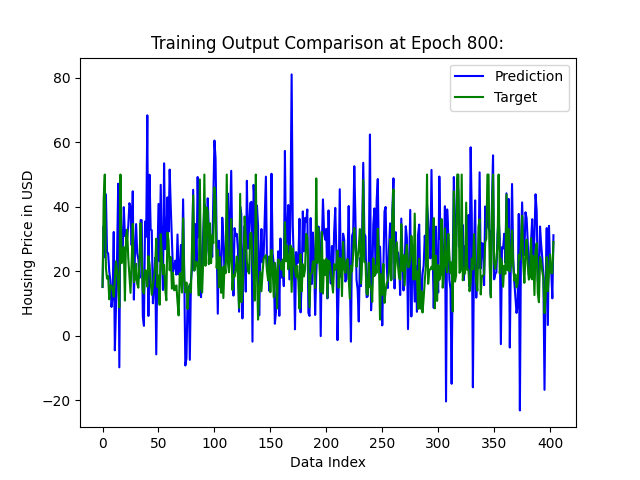 Training Output Comparison at Epoch 800:
Prediction
Target
Housing Price in USD
80
60
40
20
0
−20
0 50 100 150 200 250 300 350 400
Data Index